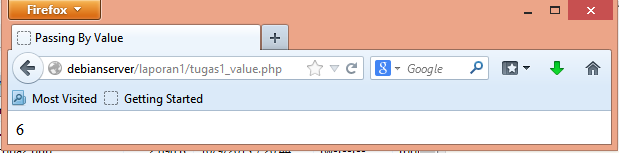 Firefox
Passing By Value
debianserver/laporan1/tugas1_value.php
Google
Most Visited Getting Started
6